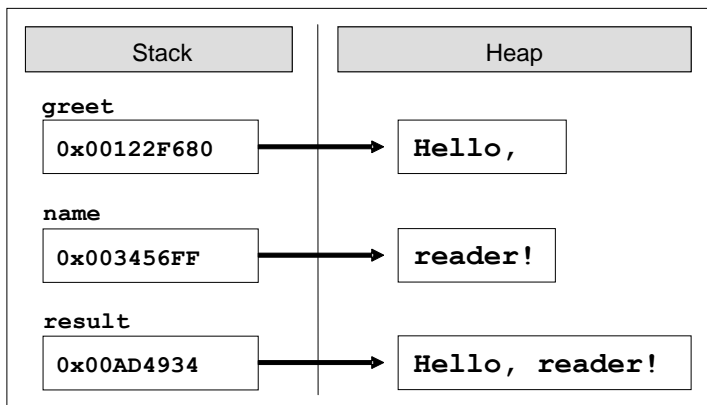 Stack
Heap
greet
0x00122F680
Hello,
name
0x003456FF
reader!
result
0x00AD4934
Hello, reader!